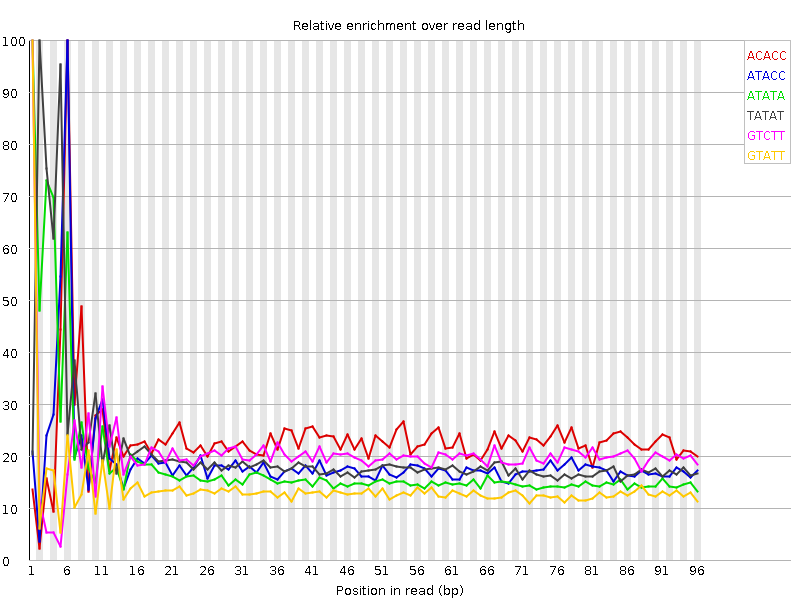 Relative enrichment over read length
100
90
80
70
60
50
40
30
20
10
0
ACACC
ATACC
ATATA
TATAT
GTCTT
GTATT
1 6 11 16 21 26 31 36 41 46 51 56 61 66 71 76 81 86 91 96
Position in read (bp)